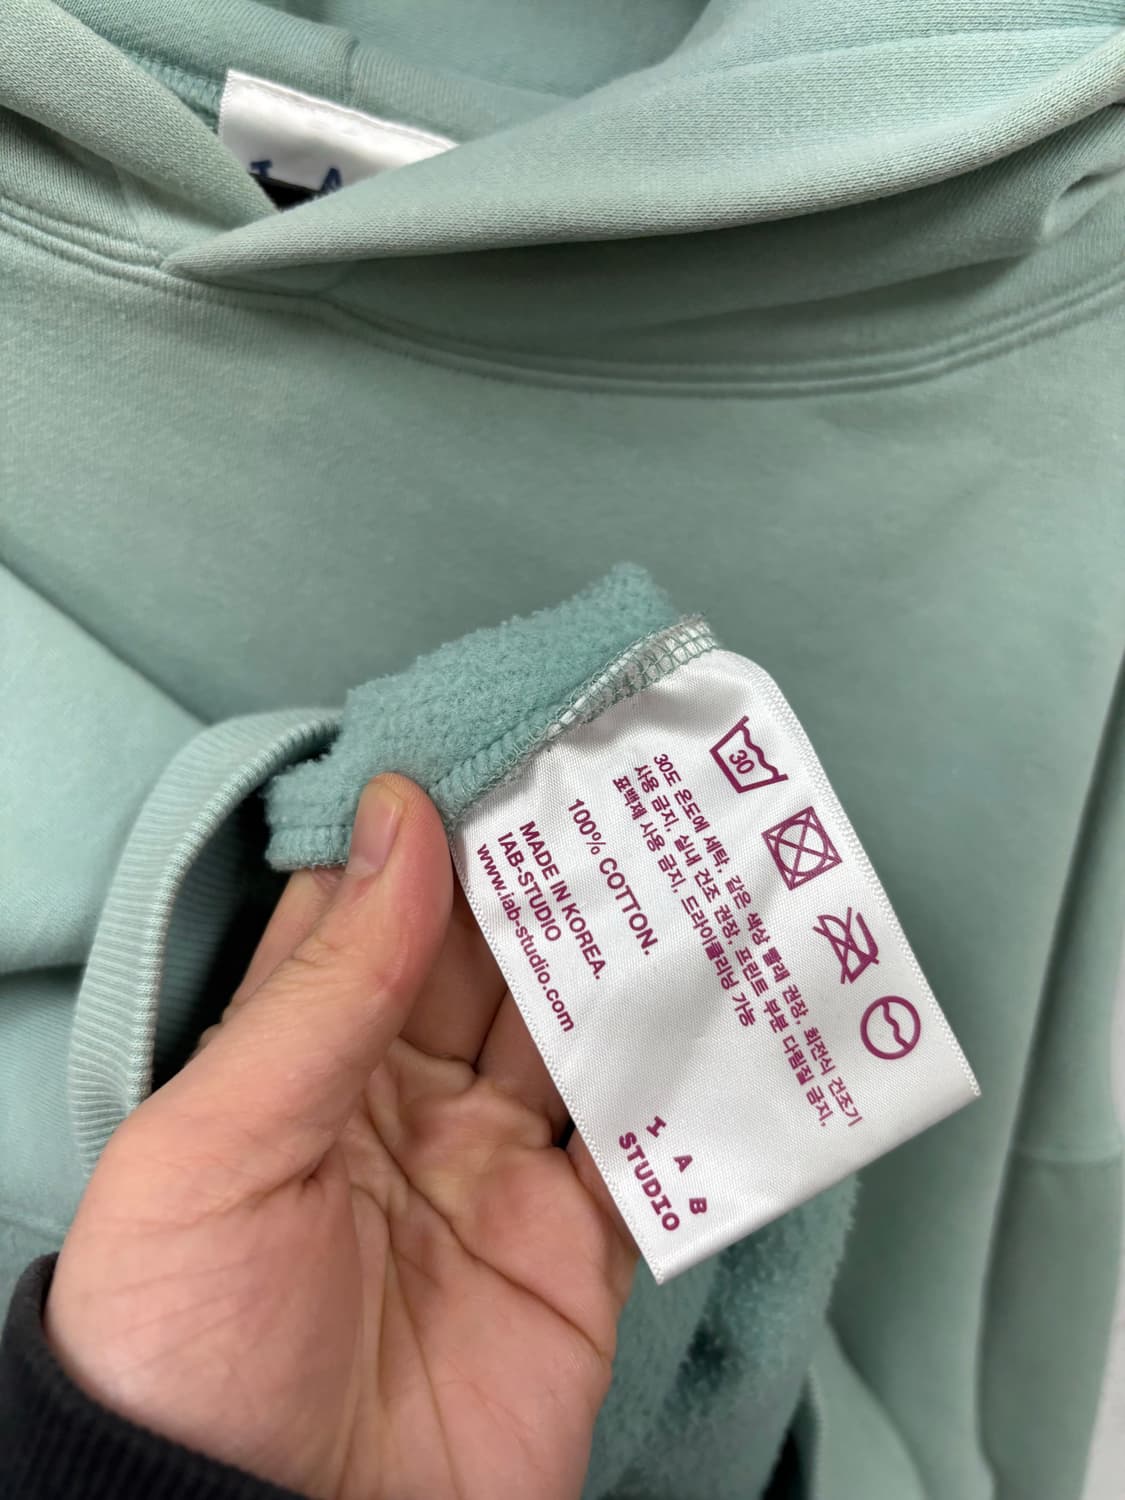 I A
30
30도 온도에 세탁, 같은 색상 빨래 권장, 회전식 건조기
사용 금지, 실내 건조 권장, 프린트 부분 다림질 금지,
표백제 사용 금지, 드라이클리닝 가능
100% COTTON.
MADE IN KOREA.
IAB-STUDIO
www.iab-studio.com
I A B
STUDIO